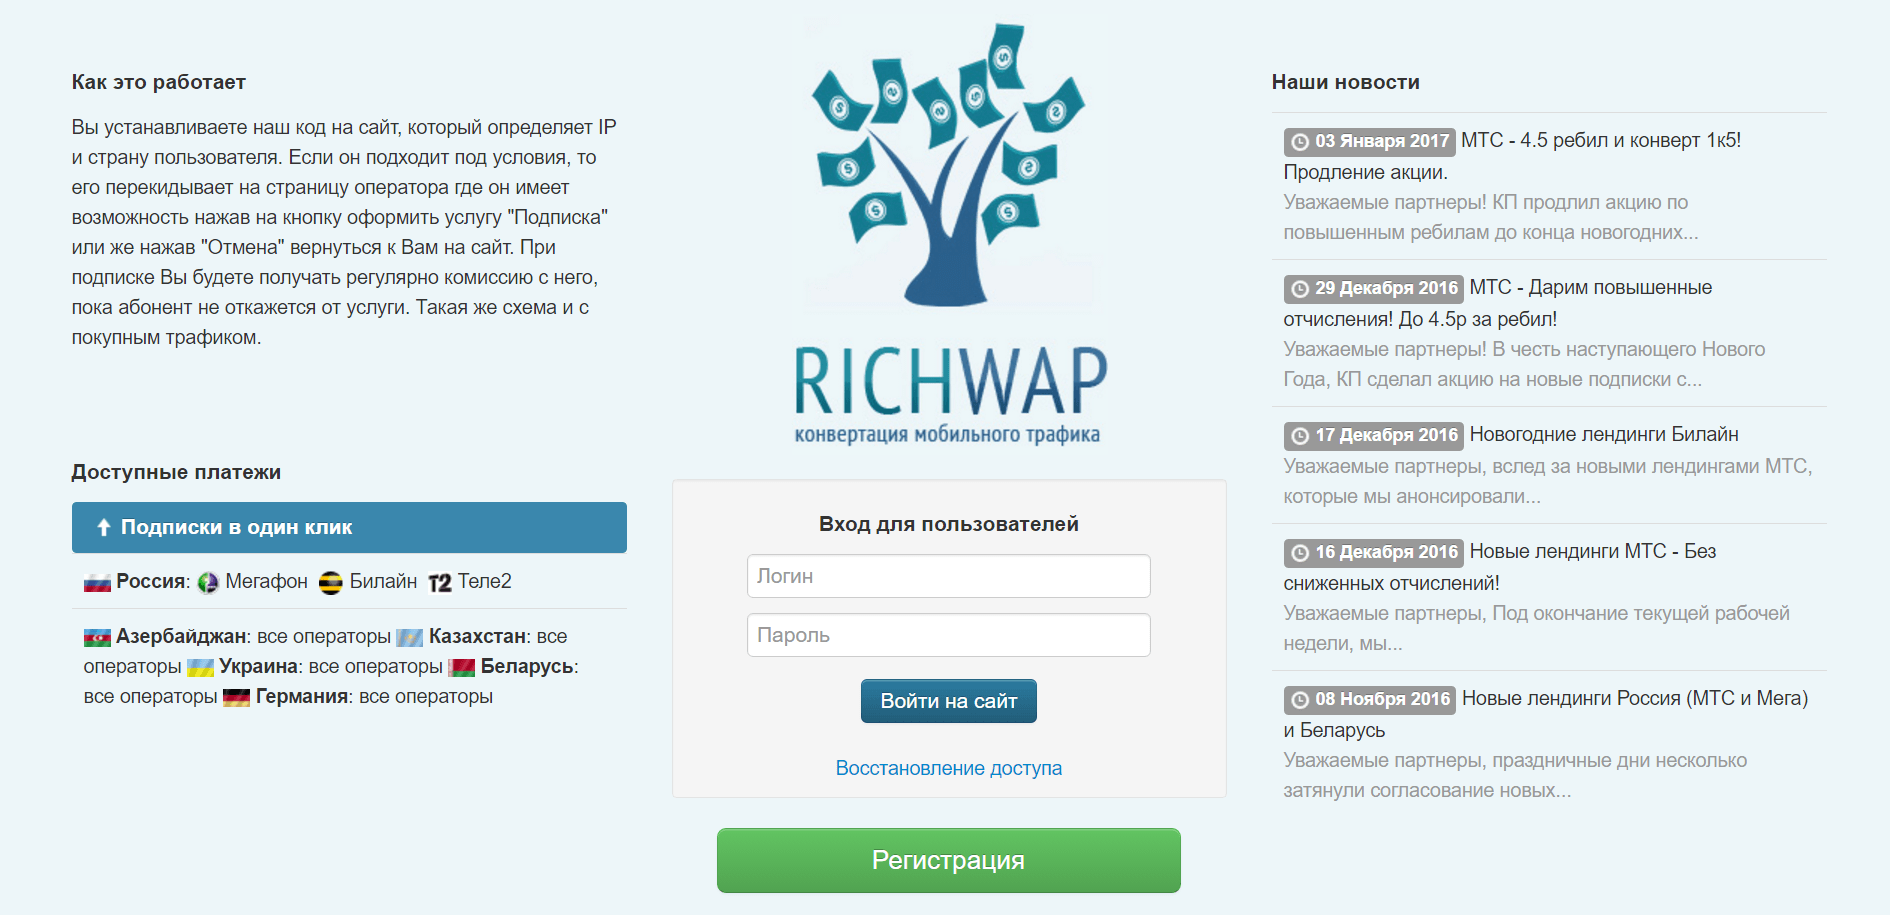 Как это работает
Вы устанавливаете наш код на сайт, который определяет IP
и страну пользователя. Если он подходит под условия, то
его перекидывает на страницу оператора где он имеет
возможность нажав на кнопку оформить услугу "Подписка"
или же нажав "Отмена" вернуться к Вам на сайт. При
подписке Вы будете получать регулярно комиссию с него,
пока абонент не откажется от услуги. Такая же схема и с
покупным трафиком.
Доступные платежи
Подписки в один клик
Россия: Мегафон Билайн T2 Теле2
Азербайджан: все операторы Казахстан: все
операторы Украина: все операторы Беларусь:
все операторы Германия: все операторы
RICHWAP
конвертация мобильного трафика
Вход для пользователей
Логин
Пароль
Войти на сайт
Восстановление доступа
Регистрация
Наши новости
03 Января 2017 МТС - 4.5 ребил и конверт 1к5!
Продление акции.
Уважаемые партнеры! КП продлил акцию по
повышенным ребилам до конца новогодних...
29 Декабря 2016 МТС - Дарим повышенные
отчисления! До 4.5р за ребил!
Уважаемые партнеры! В честь наступающего Нового
Года, КП сделал акцию на новые подписки с...
17 Декабря 2016 Новогодние лендинги Билайн
Уважаемые партнеры, вслед за новыми лендингами МТС,
которые мы анонсировали...
16 Декабря 2016 Новые лендинги МТС - Без
сниженных отчислений!
Уважаемые партнеры, Под окончание текущей рабочей
недели, мы...
08 Ноября 2016 Новые лендинги Россия (МТС и Мега)
и Беларусь
Уважаемые партнеры, праздничные дни несколько
затянули согласование новых...